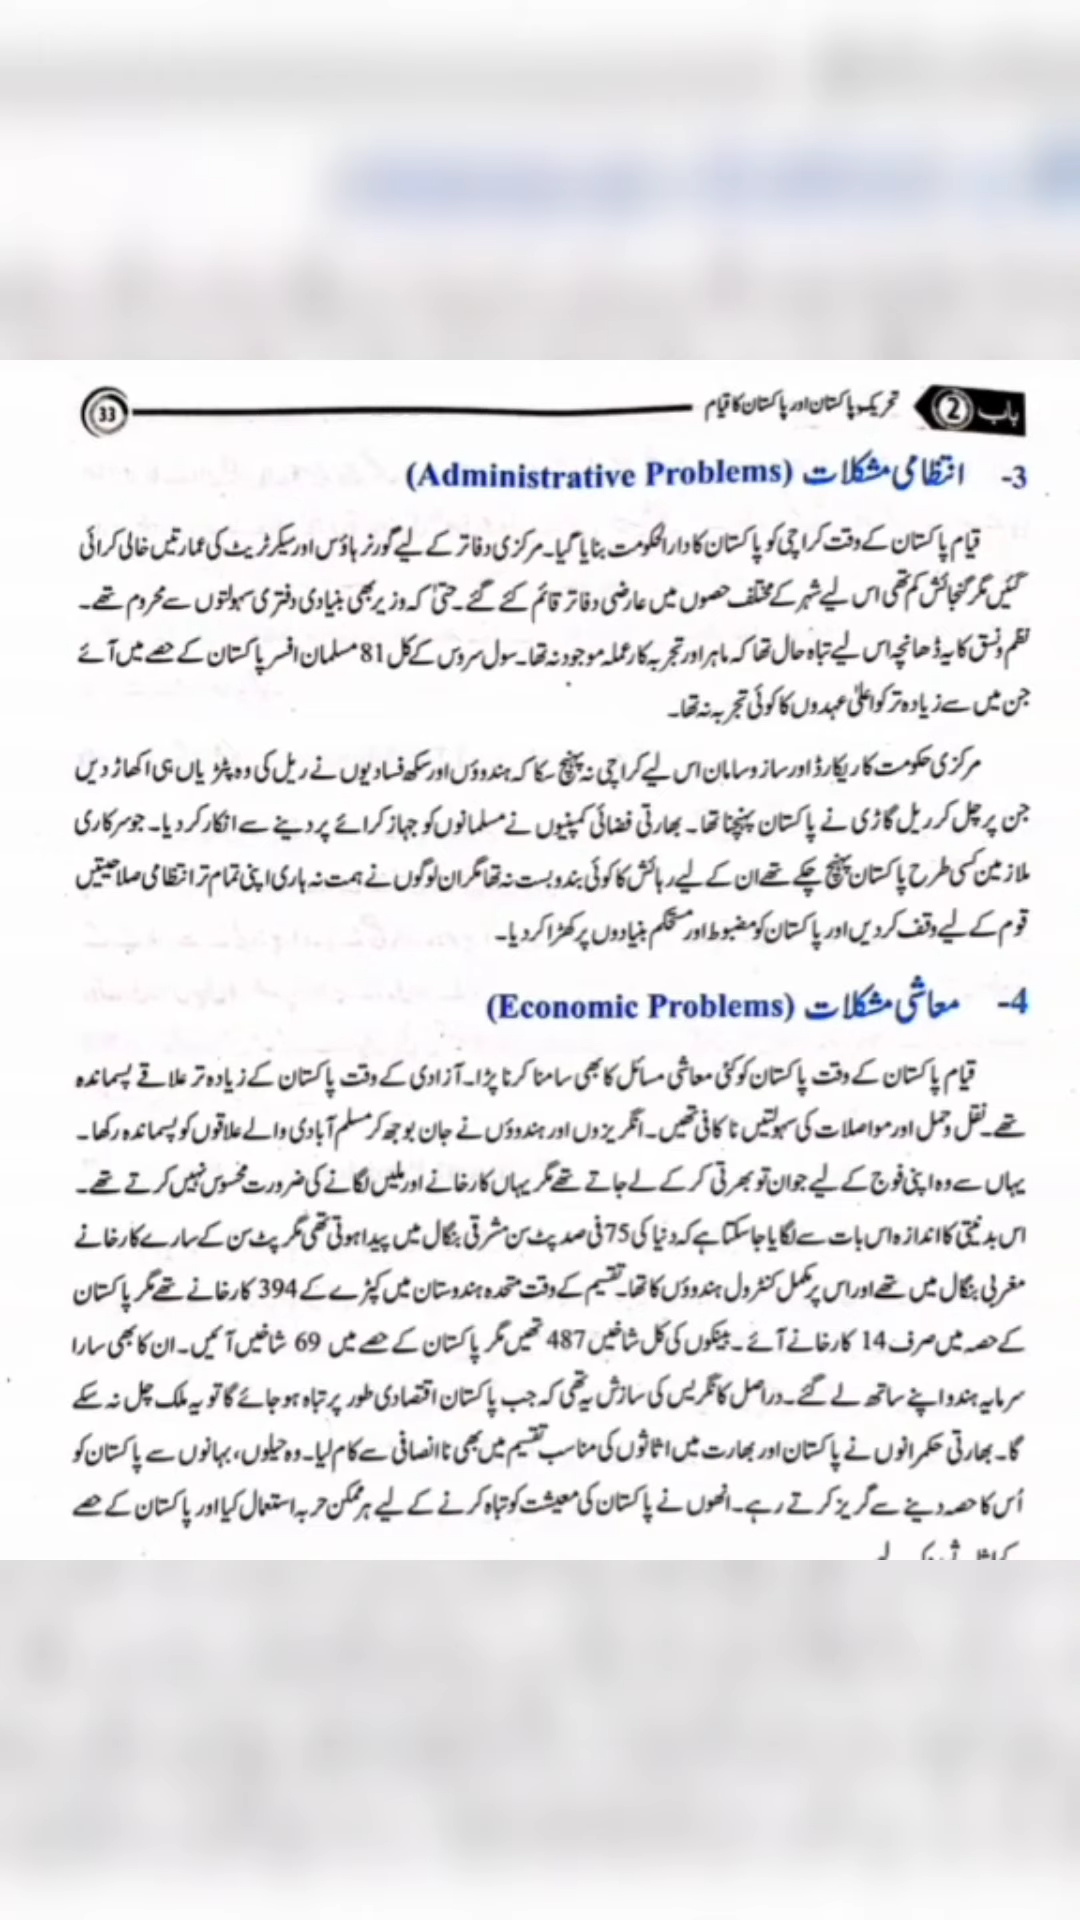 باب 2 تحریکِ پاکستان اور پاکستان کا قیام 33
3- انتظامی مشکلات (Administrative Problems)
قیام پاکستان کے وقت کراچی کو پاکستان کا دارالحکومت بنایا گیا۔ مرکزی دفاتر کے لیے گورنر ہاؤس اور سیکرٹریٹ کی عمارتیں خالی کرائی
گئیں مگر گنجائش کم تھی اس لیے شہر کے مختلف حصوں میں عارضی دفاتر قائم کئے گئے۔ حتیٰ کہ وزیر بھی بنیادی دفتری سہولتوں سے محروم تھے۔
نظم و نسق کا یہ ڈھانچہ اس لیے تباہ حال تھا کہ ماہر اور تجربہ کار عملہ موجود نہ تھا۔ سول سروس کے کل 81 مسلمان افسر پاکستان کے حصے میں آئے
جن میں سے زیادہ تر کو اعلیٰ عہدوں کا کوئی تجربہ نہ تھا۔
مرکزی حکومت کا ریکارڈ اور ساز و سامان اس لیے کراچی نہ پہنچ سکا کہ ہندوؤں اور سکھ فسادیوں نے ریل کی وہ پٹڑیاں ہی اکھاڑ دیں
جن پر چل کر ریل گاڑی نے پاکستان پہنچنا تھا۔ بھارتی فضائی کمپنیوں نے مسلمانوں کو جہاز کرائے پر دینے سے انکار کر دیا۔ جو سرکاری
ملازمین کسی طرح پاکستان پہنچ چکے تھے ان کے لیے رہائش کا کوئی بندوبست نہ تھا مگر ان لوگوں نے ہمت نہ ہاری اپنی تمام تر انتظامی صلاحیتیں
قوم کے لیے وقف کر دیں اور پاکستان کو مضبوط اور مستحکم بنیادوں پر کھڑا کر دیا۔
4- معاشی مشکلات (Economic Problems)
قیام پاکستان کے وقت پاکستان کو کئی معاشی مسائل کا بھی سامنا کرنا پڑا۔ آزادی کے وقت پاکستان کے زیادہ تر علاقے پسماندہ
تھے۔ نقل و حمل اور مواصلات کی سہولتیں ناکافی تھیں۔ انگریزوں اور ہندوؤں نے جان بوجھ کر مسلم آبادی والے علاقوں کو پسماندہ رکھا۔
یہاں سے وہ اپنی فوج کے لیے جوان تو بھرتی کر کے لے جاتے تھے مگر یہاں کارخانے اور ملیں لگانے کی ضرورت محسوس نہیں کرتے تھے۔
اس بدنیتی کا اندازہ اس بات سے لگایا جا سکتا ہے کہ دنیا کی 75 فی صد پٹ سن مشرقی بنگال میں پیدا ہوتی تھی مگر پٹ سن کے سارے کارخانے
مغربی بنگال میں تھے اور اس پر مکمل کنٹرول ہندوؤں کا تھا۔ تقسیم کے وقت متحدہ ہندوستان میں کپڑے کے 394 کارخانے تھے مگر پاکستان
کے حصہ میں صرف 14 کارخانے آئے۔ بینکوں کی کل شاخیں 487 تھیں مگر پاکستان کے حصے میں 69 شاخیں آئیں۔ ان کا بھی سارا
سرمایہ ہندو اپنے ساتھ لے گئے۔ دراصل کانگریس کی سازش یہ تھی کہ جب پاکستان اقتصادی طور پر تباہ ہو جائے گا تو یہ ملک چل نہ سکے
گا۔ بھارتی حکمرانوں نے پاکستان اور بھارت میں اثاثوں کی مناسب تقسیم میں بھی ناانصافی سے کام لیا۔ وہ حیلوں، بہانوں سے پاکستان کو
اُس کا حصہ دینے سے گریز کرتے رہے۔ انھوں نے پاکستان کی معیشت کو تباہ کرنے کے لیے ہر ممکن حربہ استعمال کیا اور پاکستان کے حصے